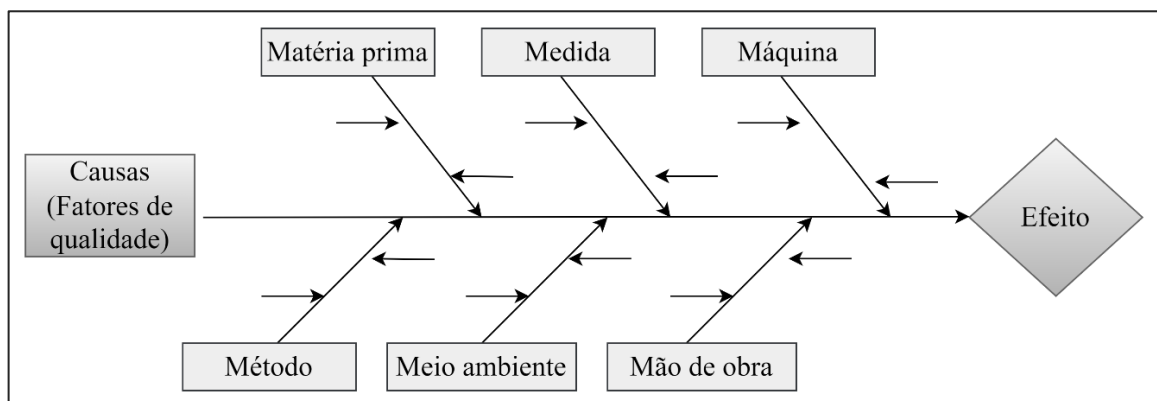 Matéria prima
Medida
Máquina
Causas
(Fatores de
qualidade)
Efeito
Método
Meio ambiente
Mão de obra